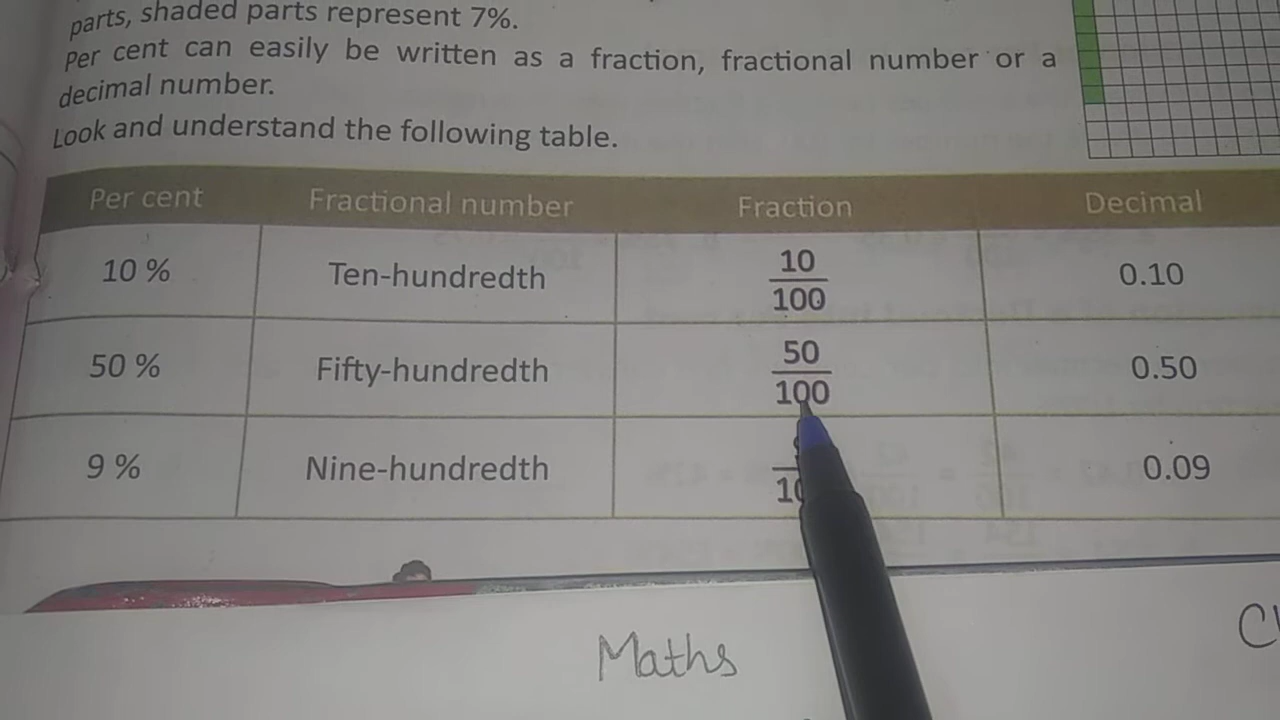 parts, shaded parts represent 7%.
Per cent can easily be written as a fraction, fractional number or a
decimal number.
Look and understand the following table.
Per cent Fractional number Fraction Decimal
10 % Ten-hundredth 10/100 0.10
50 % Fifty-hundredth 50/100 0.50
9 % Nine-hundredth 0.09
Maths